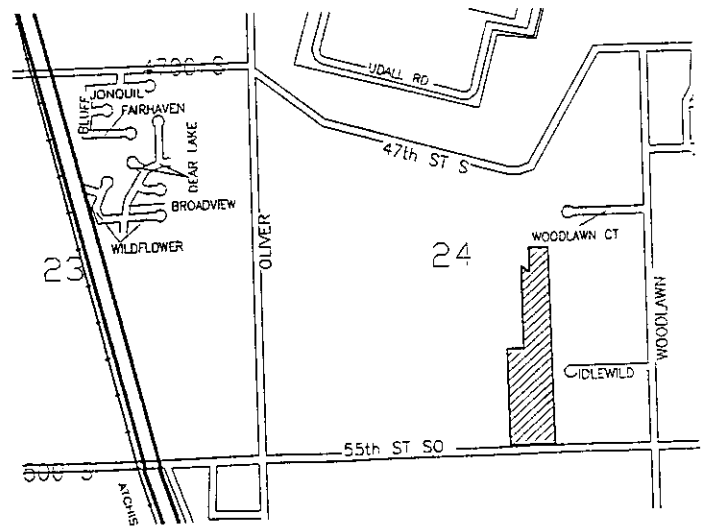 UDALL RD
JONQUIL
BLUFF
FAIRHAVEN
47th ST S
DEAR LAKE
BROADVIEW
OLIVER
WILDFLOWER
WOODLAWN CT
23
24
WOODLAWN
IDLEWILD
55th ST SO
ATCHIS